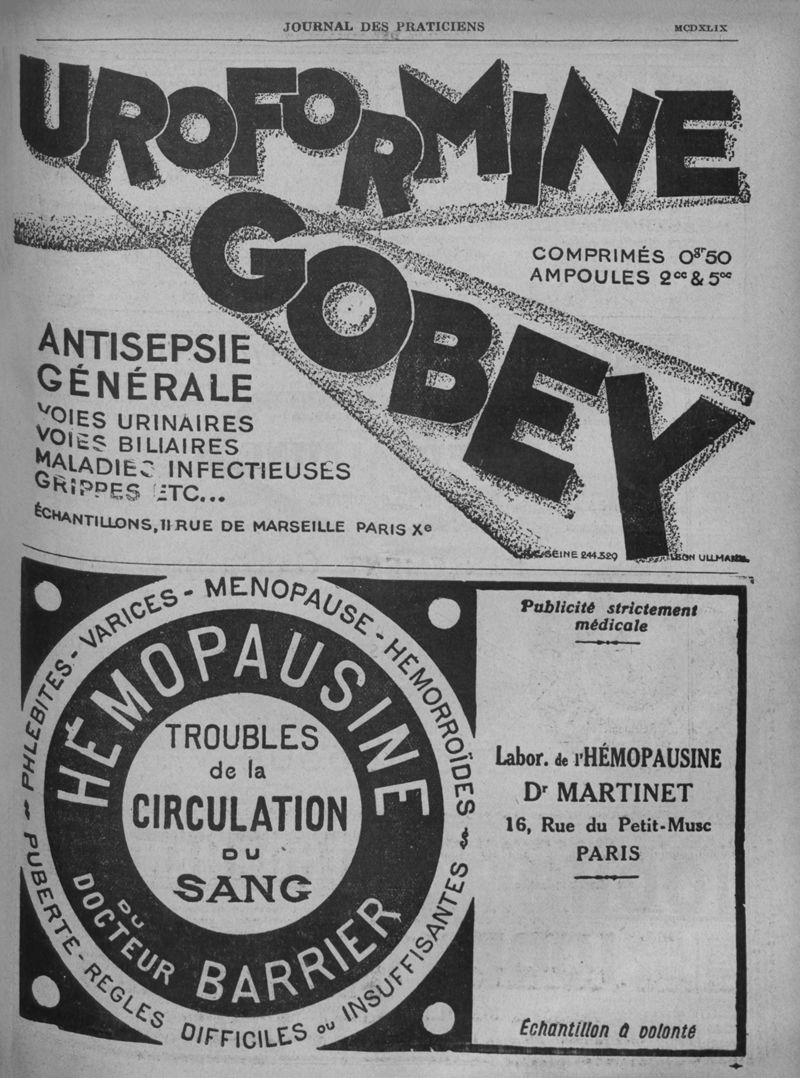 JOURNAL DES PRATICIENS
MCDXLIX
UROFORMINE
GOBEY
COMPRIMÉS 0gr50
AMPOULES 2cc & 5cc
ANTISEPSIE
GÉNÉRALE
VOIES URINAIRES
VOIES BILIAIRES
MALADIES INFECTIEUSES
GRIPPES ETC...
ÉCHANTILLONS, 11 RUE DE MARSEILLE PARIS Xe
SEINE 244.329
LÉON ULLMANN
PHLÉBITES - VARICES - MENOPAUSE - HÉMORROÏDES
HÉMOPAUSINE
TROUBLES
de la
CIRCULATION
DU
SANG
DU
DOCTEUR BARRIER
PUBERTE - REGLES DIFFICILES ou INSUFFISANTES
Publicité strictement
médicale
Labor. de l'HÉMOPAUSINE
Dr MARTINET
16, Rue du Petit-Musc
PARIS
Échantillon à volonté